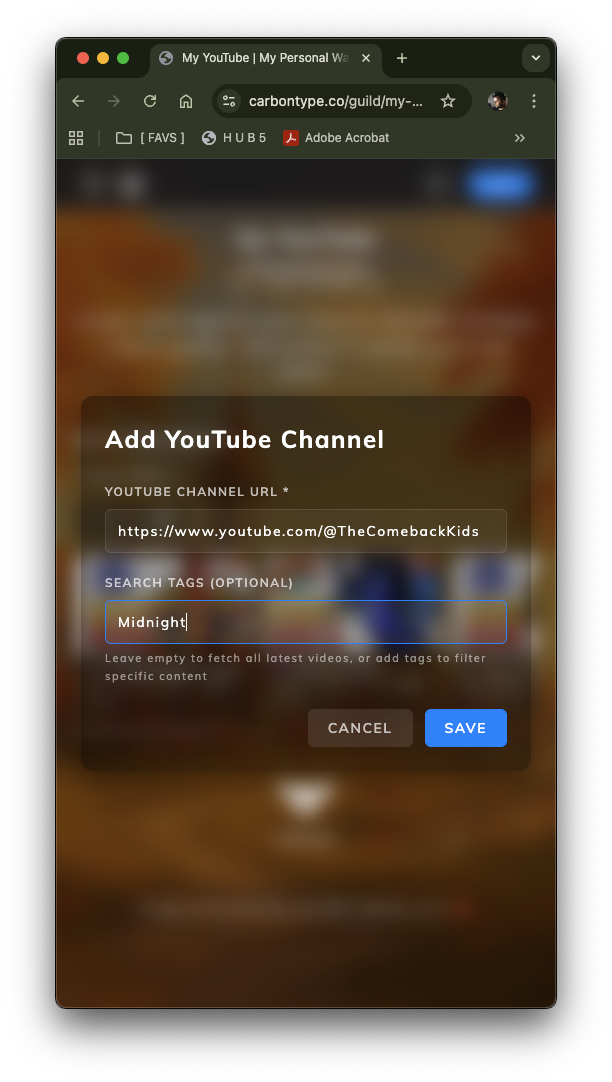 My YouTube | My Personal Wa
carbontype.co/guild/my-...
[ FAVS ]
H U B 5
Adobe Acrobat
Add YouTube Channel
YOUTUBE CHANNEL URL *
https://www.youtube.com/@TheComebackKids
SEARCH TAGS (OPTIONAL)
Midnight
Leave empty to fetch all latest videos, or add tags to filter
specific content
CANCEL
SAVE